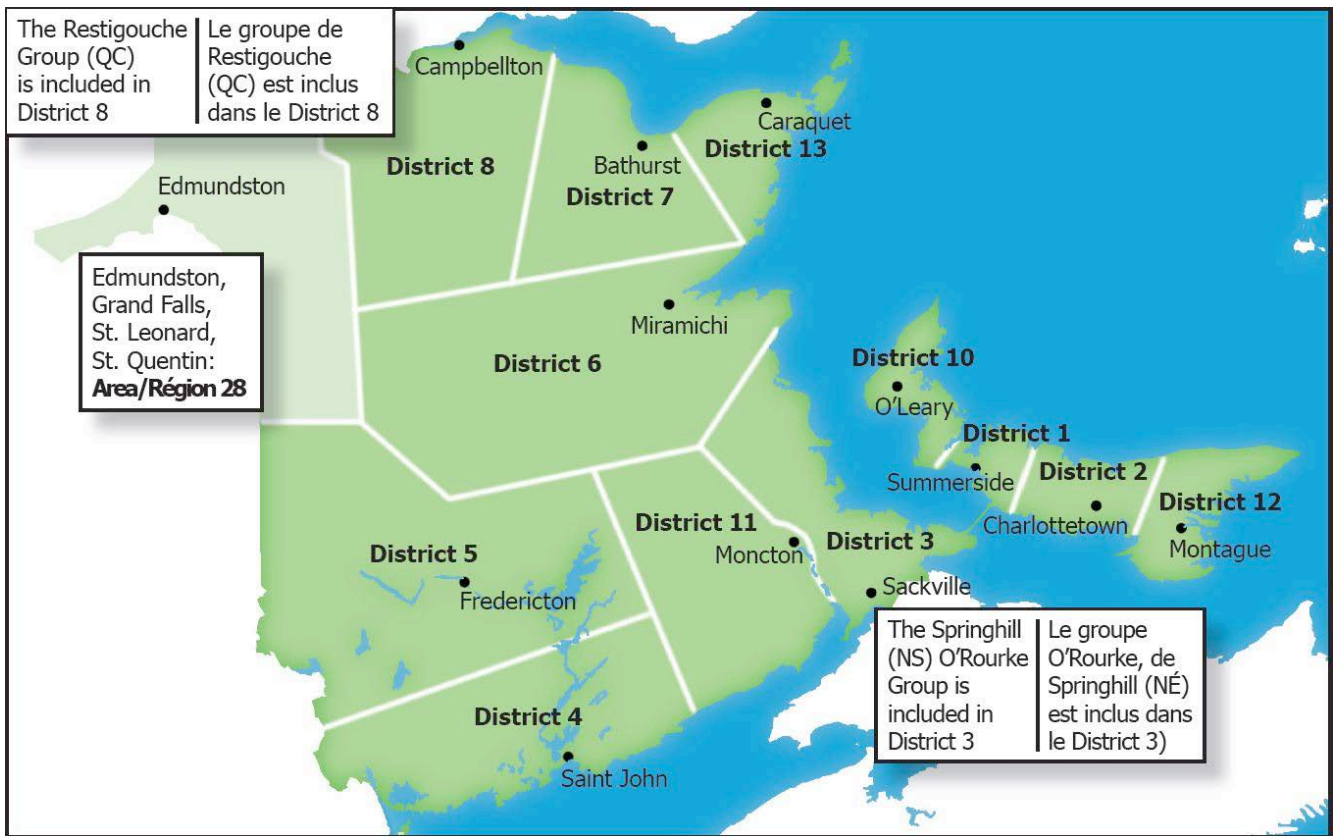 The Restigouche
Group (QC)
is included in
District 8
Le groupe de
Restigouche
(QC) est inclus
dans le District 8
Campbellton
Caraquet
District 13
Bathurst
District 8
District 7
Edmundston
Edmundston,
Grand Falls,
St. Leonard,
St. Quentin:
Area/Région 28
Miramichi
District 6
District 10
O'Leary
District 1
Summerside
District 2
Charlottetown
District 12
Montague
District 11
Moncton
District 3
Sackville
District 5
Fredericton
The Springhill
(NS) O'Rourke
Group is
included in
District 3
Le groupe
O'Rourke, de
Springhill (NÉ)
est inclus dans
le District 3)
District 4
Saint John